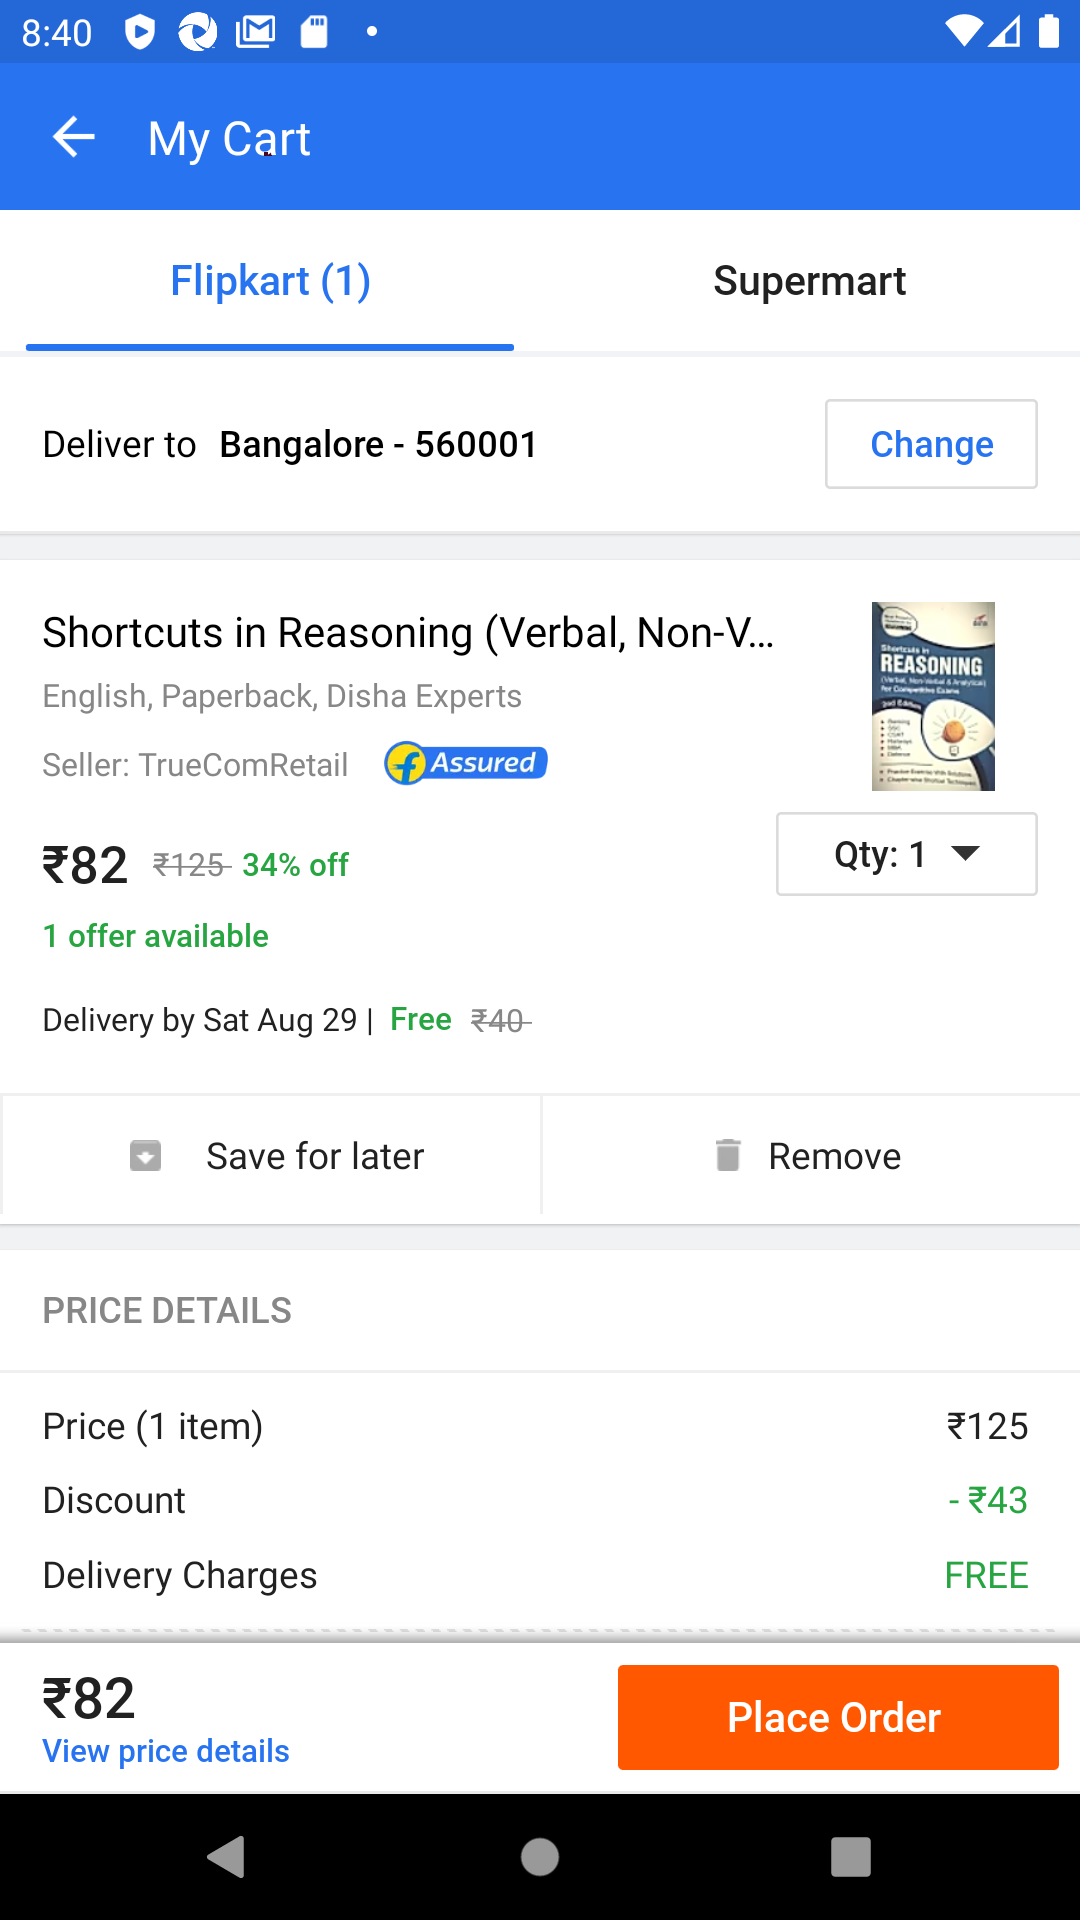 8:40
My Cart
Flipkart (1)
Supermart
Deliver to Bangalore - 560001
Change
Shortcuts in Reasoning (Verbal, Non-V...
English, Paperback, Disha Experts
Seller: TrueComRetail
Assured
Shortcuts in
REASONING
₹82 ₹125 34% off
Qty: 1
1 offer available
Delivery by Sat Aug 29 | Free ₹40
Save for later
Remove
PRICE DETAILS
Price (1 item) ₹125
Discount - ₹43
Delivery Charges FREE
₹82
View price details
Place Order